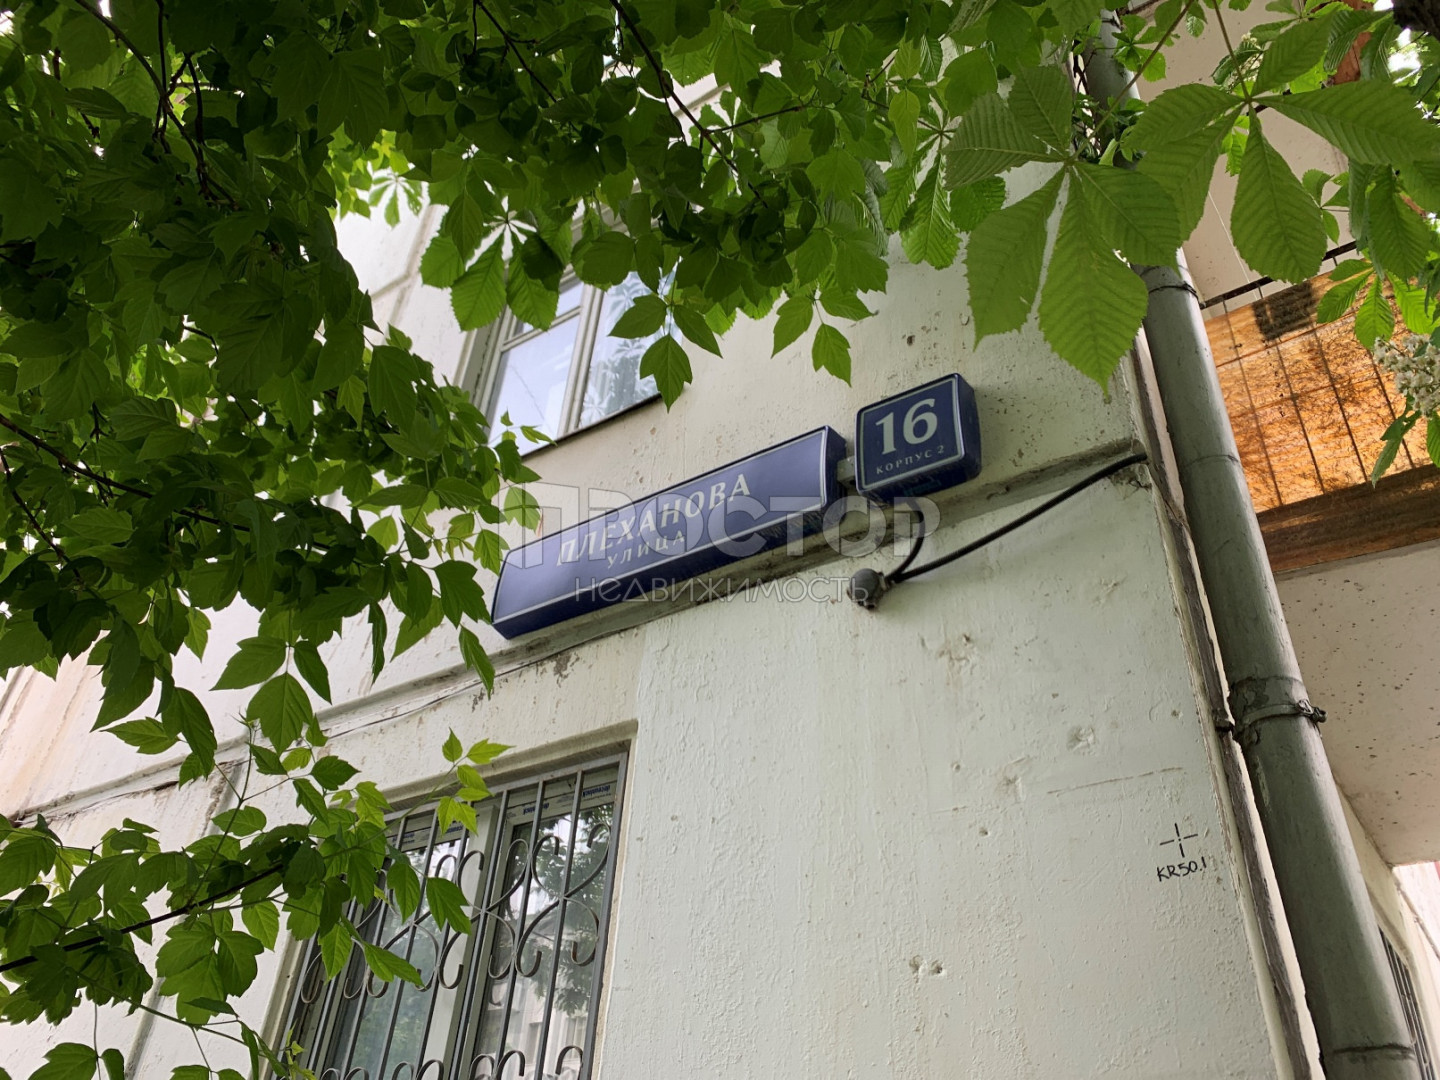 ПЛЕХАНОВА
УЛИЦА
16
КОРПУС 2
ПРОСТОР
НЕДВИЖИМОСТЬ
KR50.1